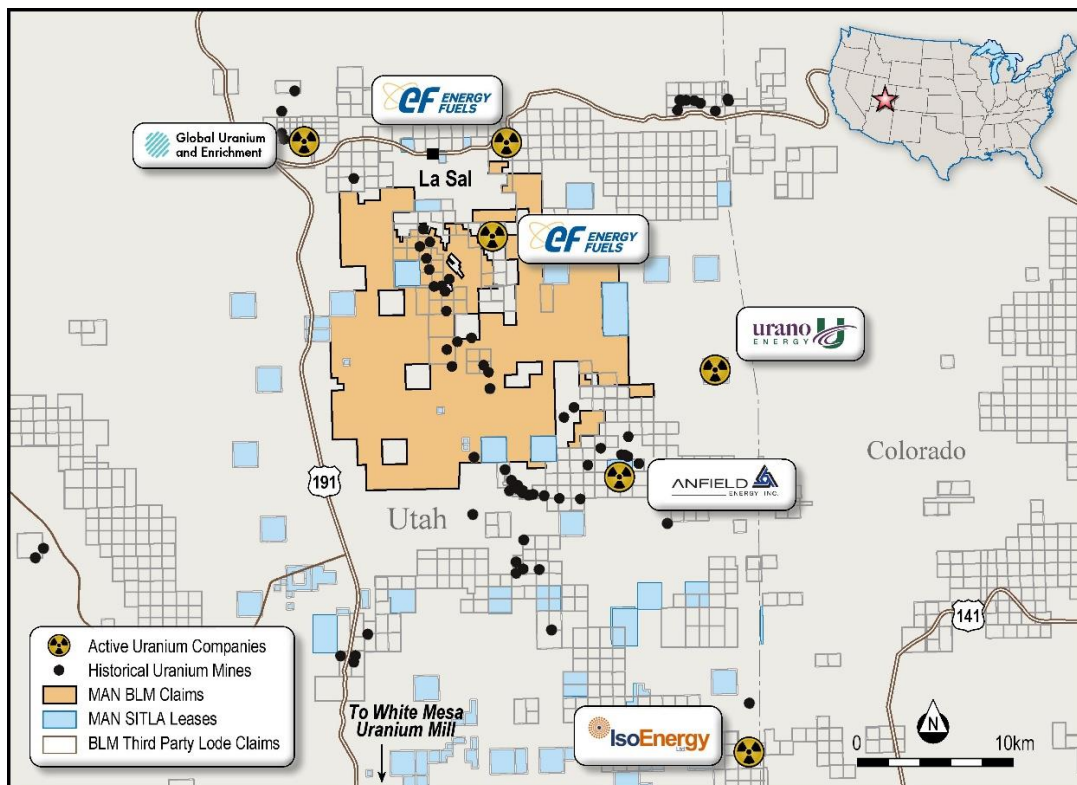 ef ENERGY
FUELS
Global Uranium
and Enrichment
La Sal
ef ENERGY
FUELS
urano U
ENERGY
Colorado
191
ANFIELD
ENERGY INC.
Utah
141
Active Uranium Companies
Historical Uranium Mines
MAN BLM Claims
MAN SITLA Leases
BLM Third Party Lode Claims
To White Mesa
Uranium Mill
IsoEnergy
Ltd
N
0 10km